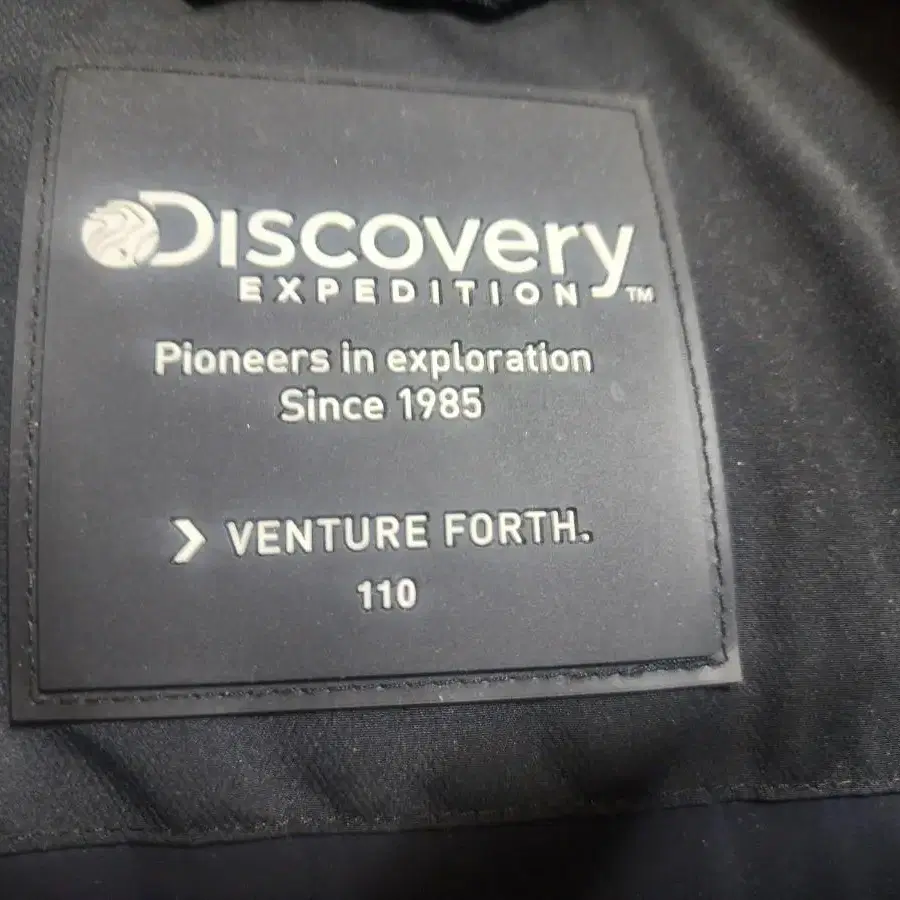 Discovery
EXPEDITION™
Pioneers in exploration
Since 1985
❯ VENTURE FORTH.
110